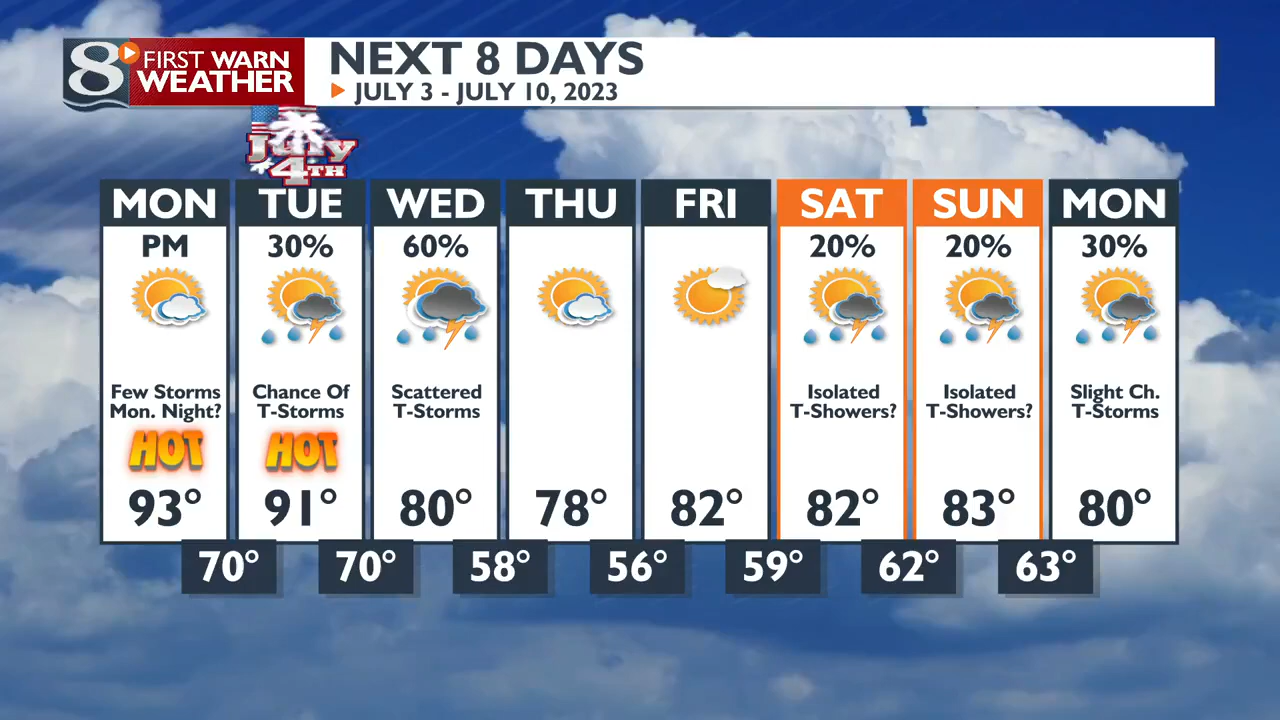 8 FIRST WARN
WEATHER
NEXT 8 DAYS
JULY 3 - JULY 10, 2023
July
4TH
MON TUE WED THU FRI SAT SUN MON
PM 30% 60% 20% 20% 30%
Few Storms Chance Of Scattered Isolated Isolated Slight Ch.
Mon. Night? T-Storms T-Storms T-Showers? T-Showers? T-Storms
HOT HOT
93° 91° 80° 78° 82° 82° 83° 80°
70° 70° 58° 56° 59° 62° 63°